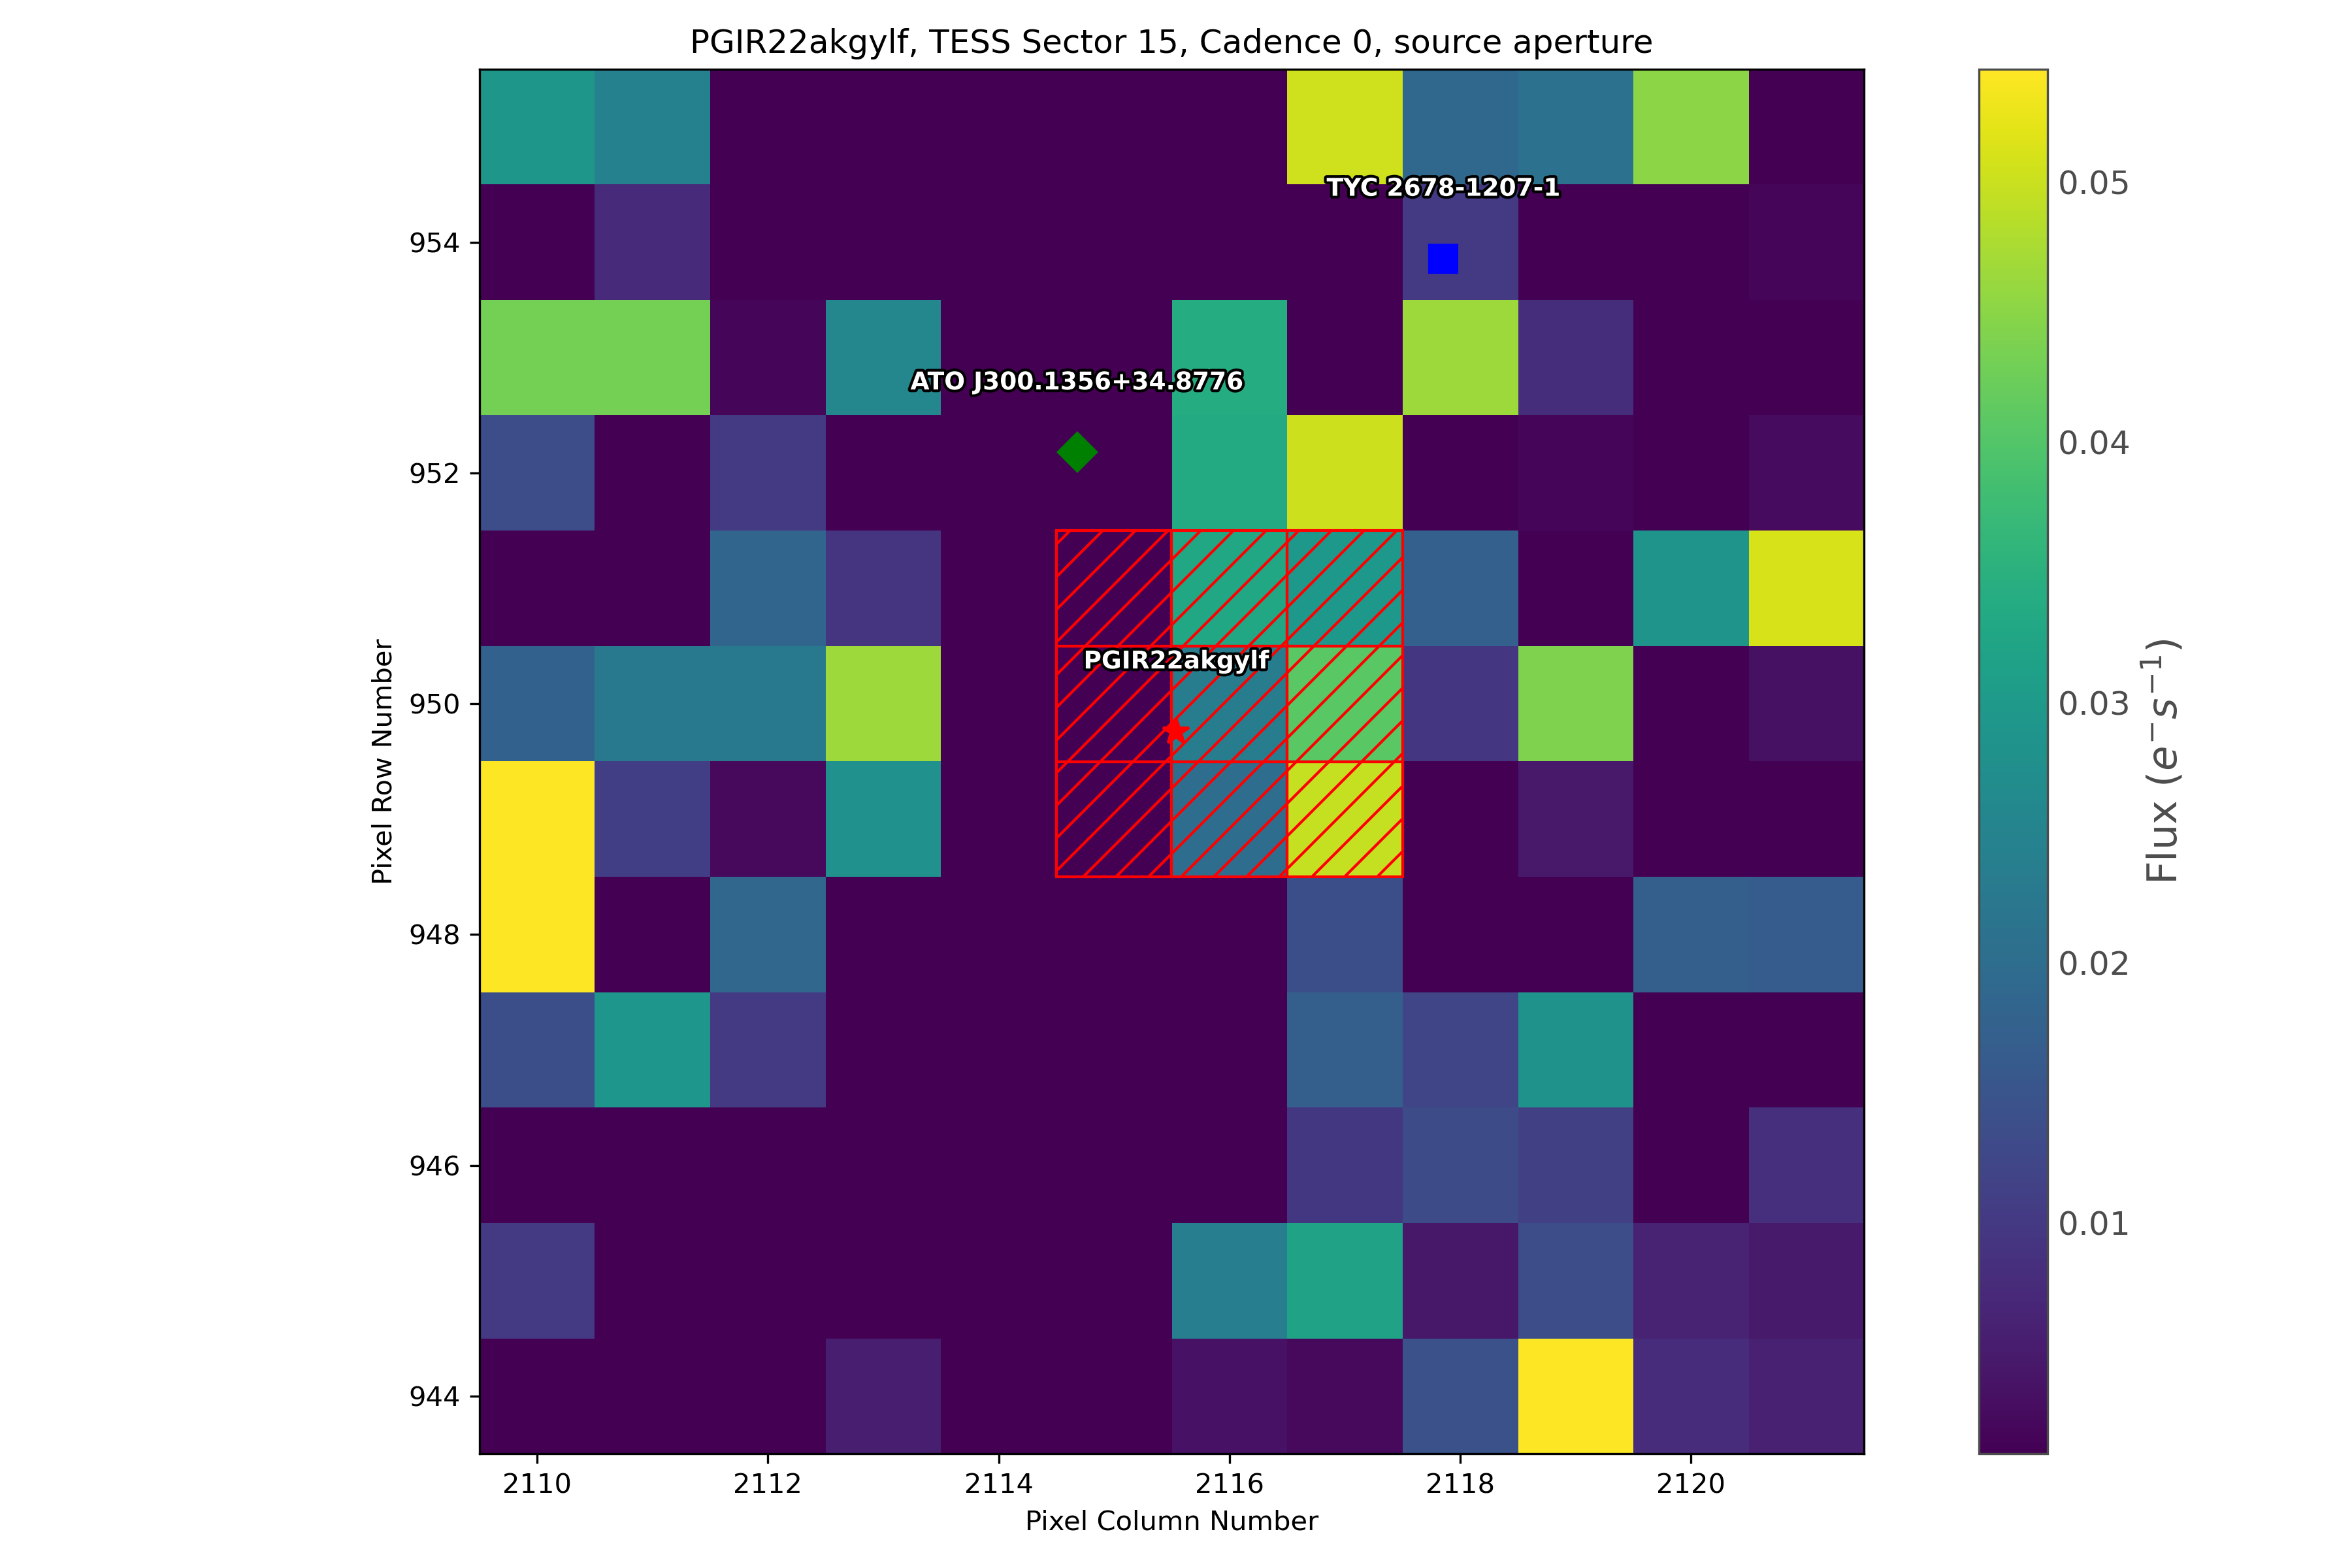 PGIR22akgylf, TESS Sector 15, Cadence 0, source aperture
TYC 2678-1207-1
ATO J300.1356+34.8776
PGIR22akgylf
Pixel Row Number
954
952
950
948
946
944
2110 2112 2114 2116 2118 2120
Pixel Column Number
0.05
0.04
0.03
0.02
0.01
Flux (e⁻s⁻¹)